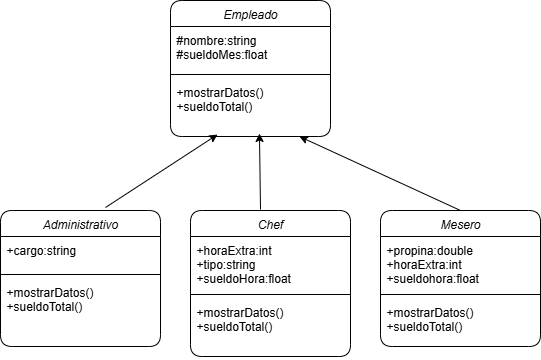 Empleado
#nombre:string
#sueldoMes:float
+mostrarDatos()
+sueldoTotal()
Administrativo
+cargo:string
+mostrarDatos()
+sueldoTotal()
Chef
+horaExtra:int
+tipo:string
+sueldoHora:float
+mostrarDatos()
+sueldoTotal()
Mesero
+propina:double
+horaExtra:int
+sueldohora:float
+mostrarDatos()
+sueldoTotal()